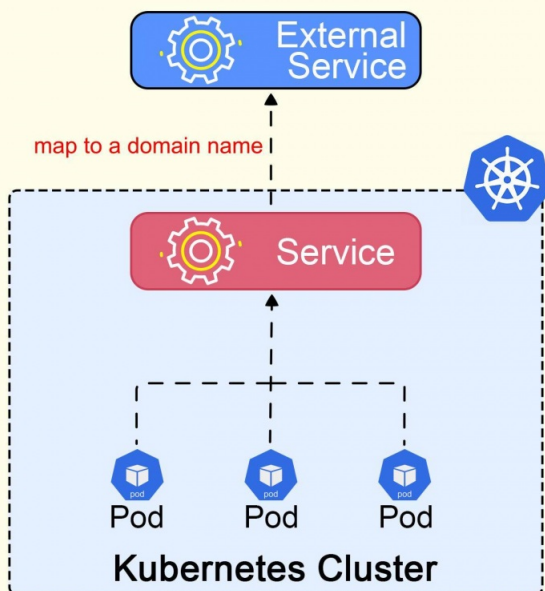 External
Service
map to a domain name
Service
pod
pod
pod
Pod
Pod
Pod
Kubernetes Cluster